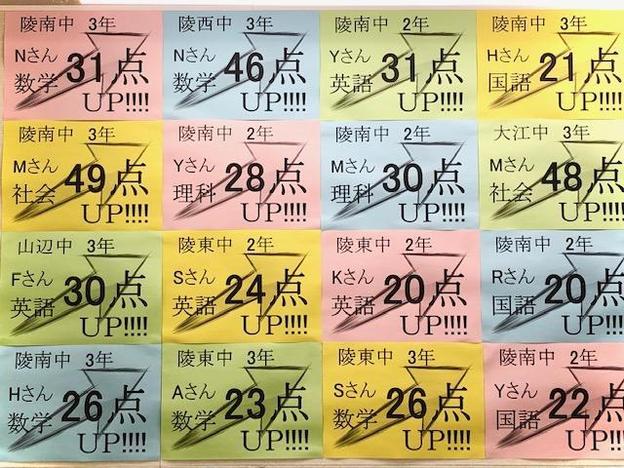 陵南中 3年
Nさん
数学 31点
UP!!!!
陵西中 3年
Nさん
数学 46点
UP!!!!
陵南中 2年
Yさん
英語 31点
UP!!!!
陵南中 3年
Hさん
国語 21点
UP!!!!
陵南中 3年
Mさん
社会 49点
UP!!!!
陵南中 2年
Yさん
理科 28点
UP!!!!
陵南中 2年
Mさん
理科 30点
UP!!!!
大江中 3年
Mさん
社会 48点
UP!!!!
山辺中 3年
Fさん
英語 30点
UP!!!!
陵東中 2年
Sさん
英語 24点
UP!!!!
陵東中 2年
Kさん
英語 20点
UP!!!!
陵南中 2年
Rさん
国語 20点
UP!!!!
陵南中 3年
Hさん
数学 26点
UP!!!!
陵東中 3年
Aさん
数学 23点
UP!!!!
陵東中 3年
Sさん
数学 26点
UP!!!!
陵南中 2年
Yさん
国語 22点
UP!!!!